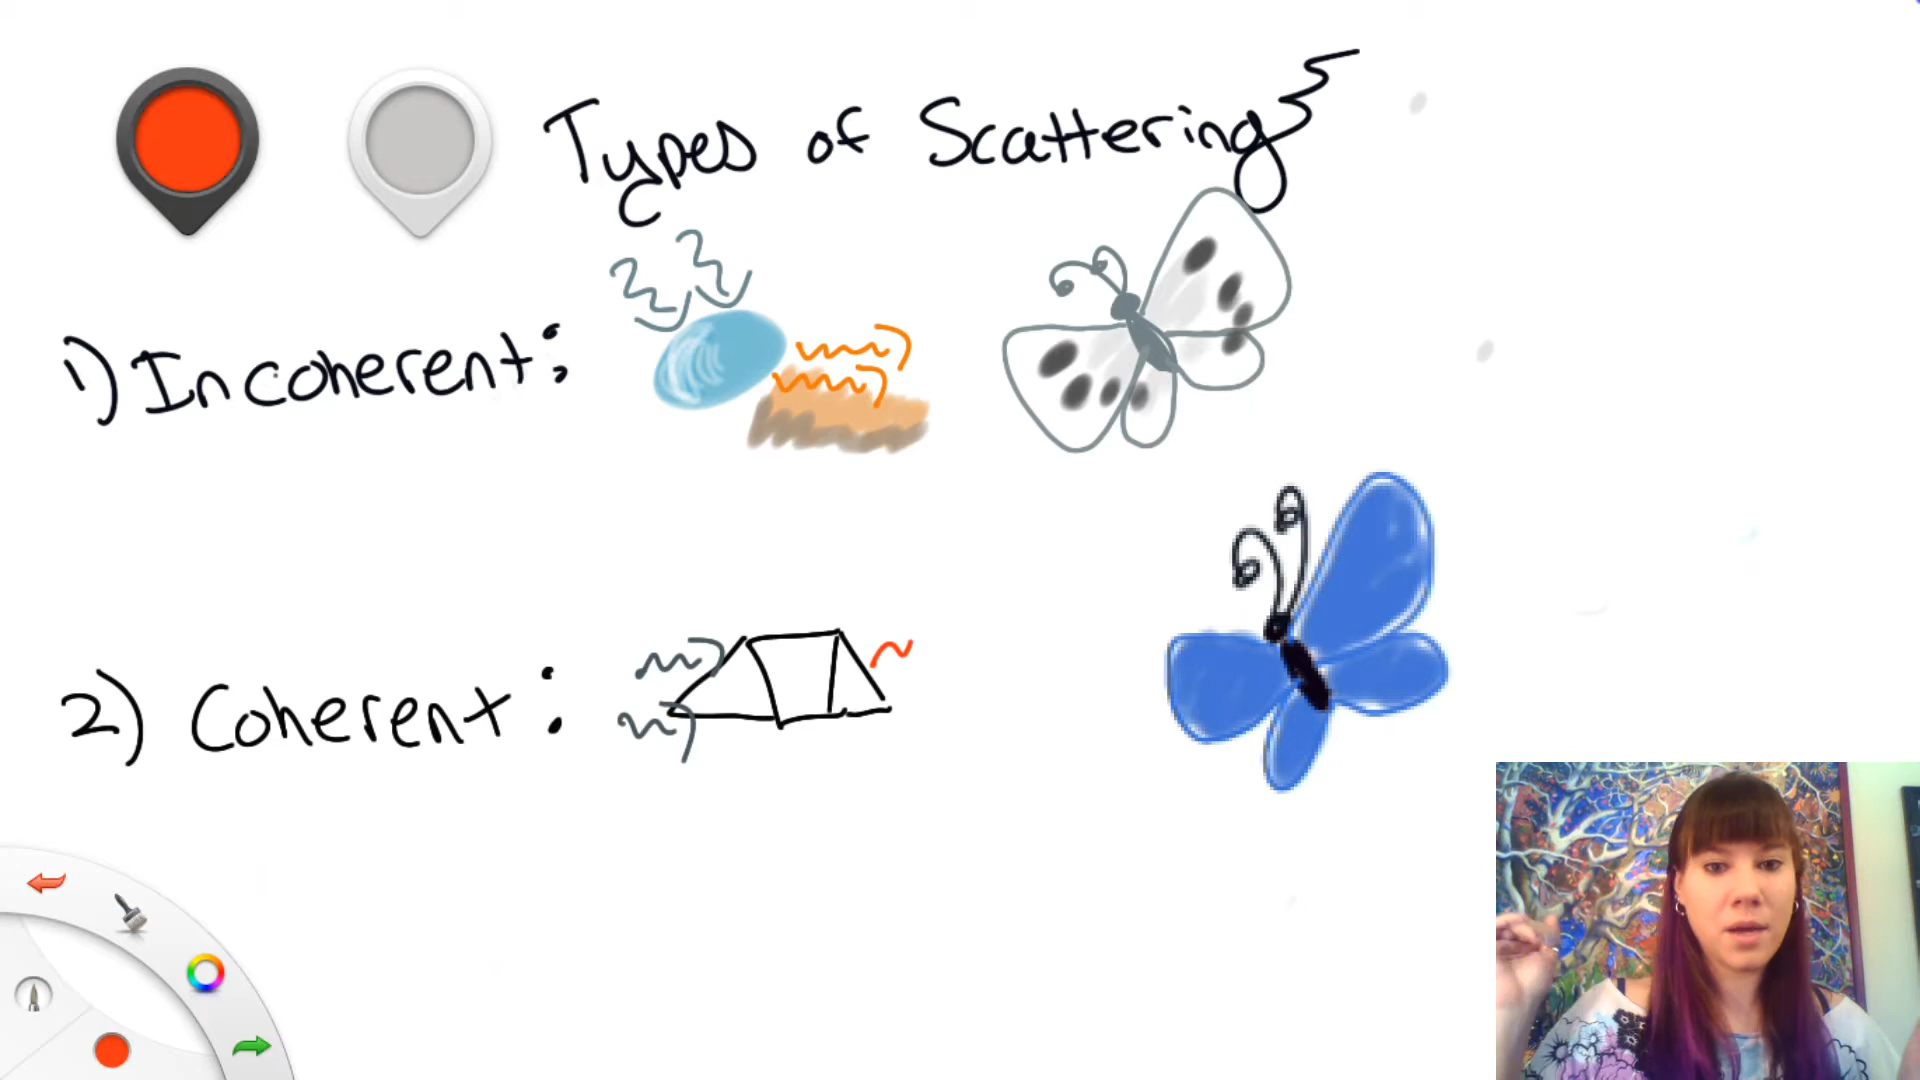 Types of Scattering
1) Incoherent:
2) Coherent: